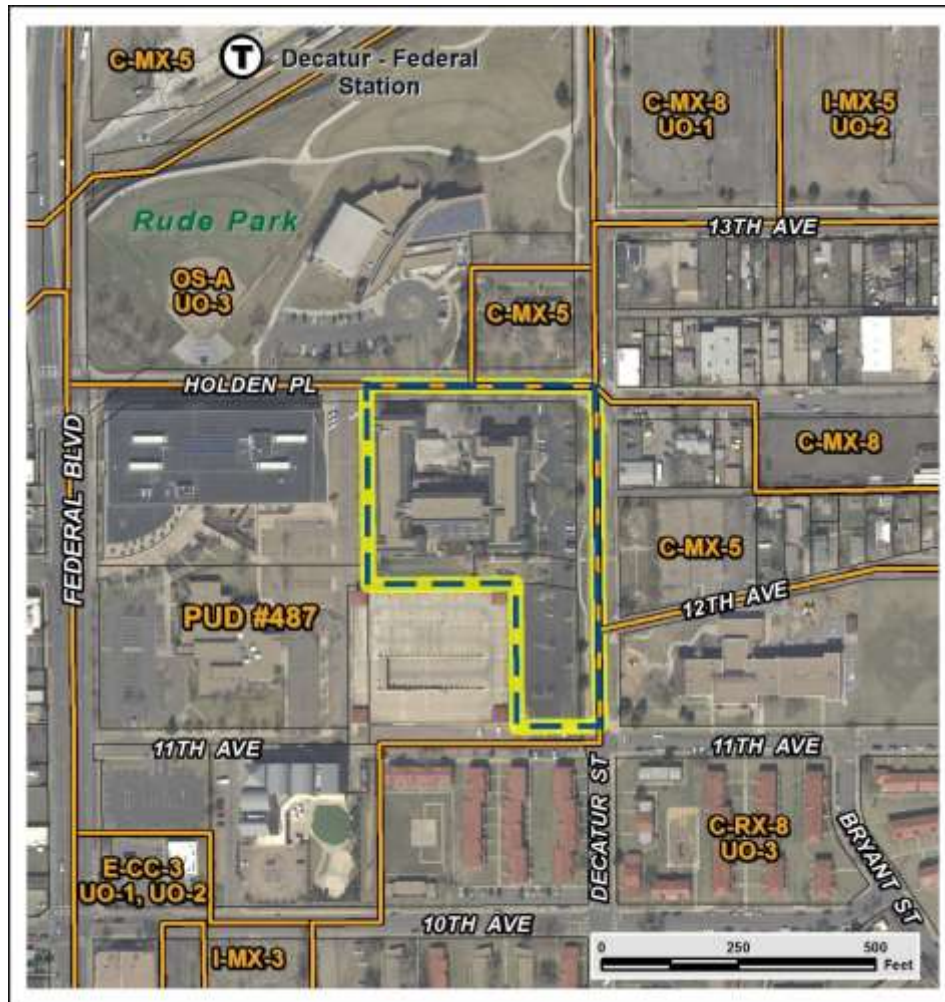 C-MX-5
T
Decatur - Federal
Station
C-MX-8
UO-1
I-MX-5
UO-2
Rude Park
13TH AVE
OS-A
UO-3
C-MX-5
HOLDEN PL
C-MX-8
FEDERAL BLVD
C-MX-5
12TH AVE
PUD #487
11TH AVE
11TH AVE
DECATUR ST
C-RX-8
UO-3
BRYANT ST
E-CC-3
UO-1, UO-2
10TH AVE
I-MX-3
0 250 500
Feet